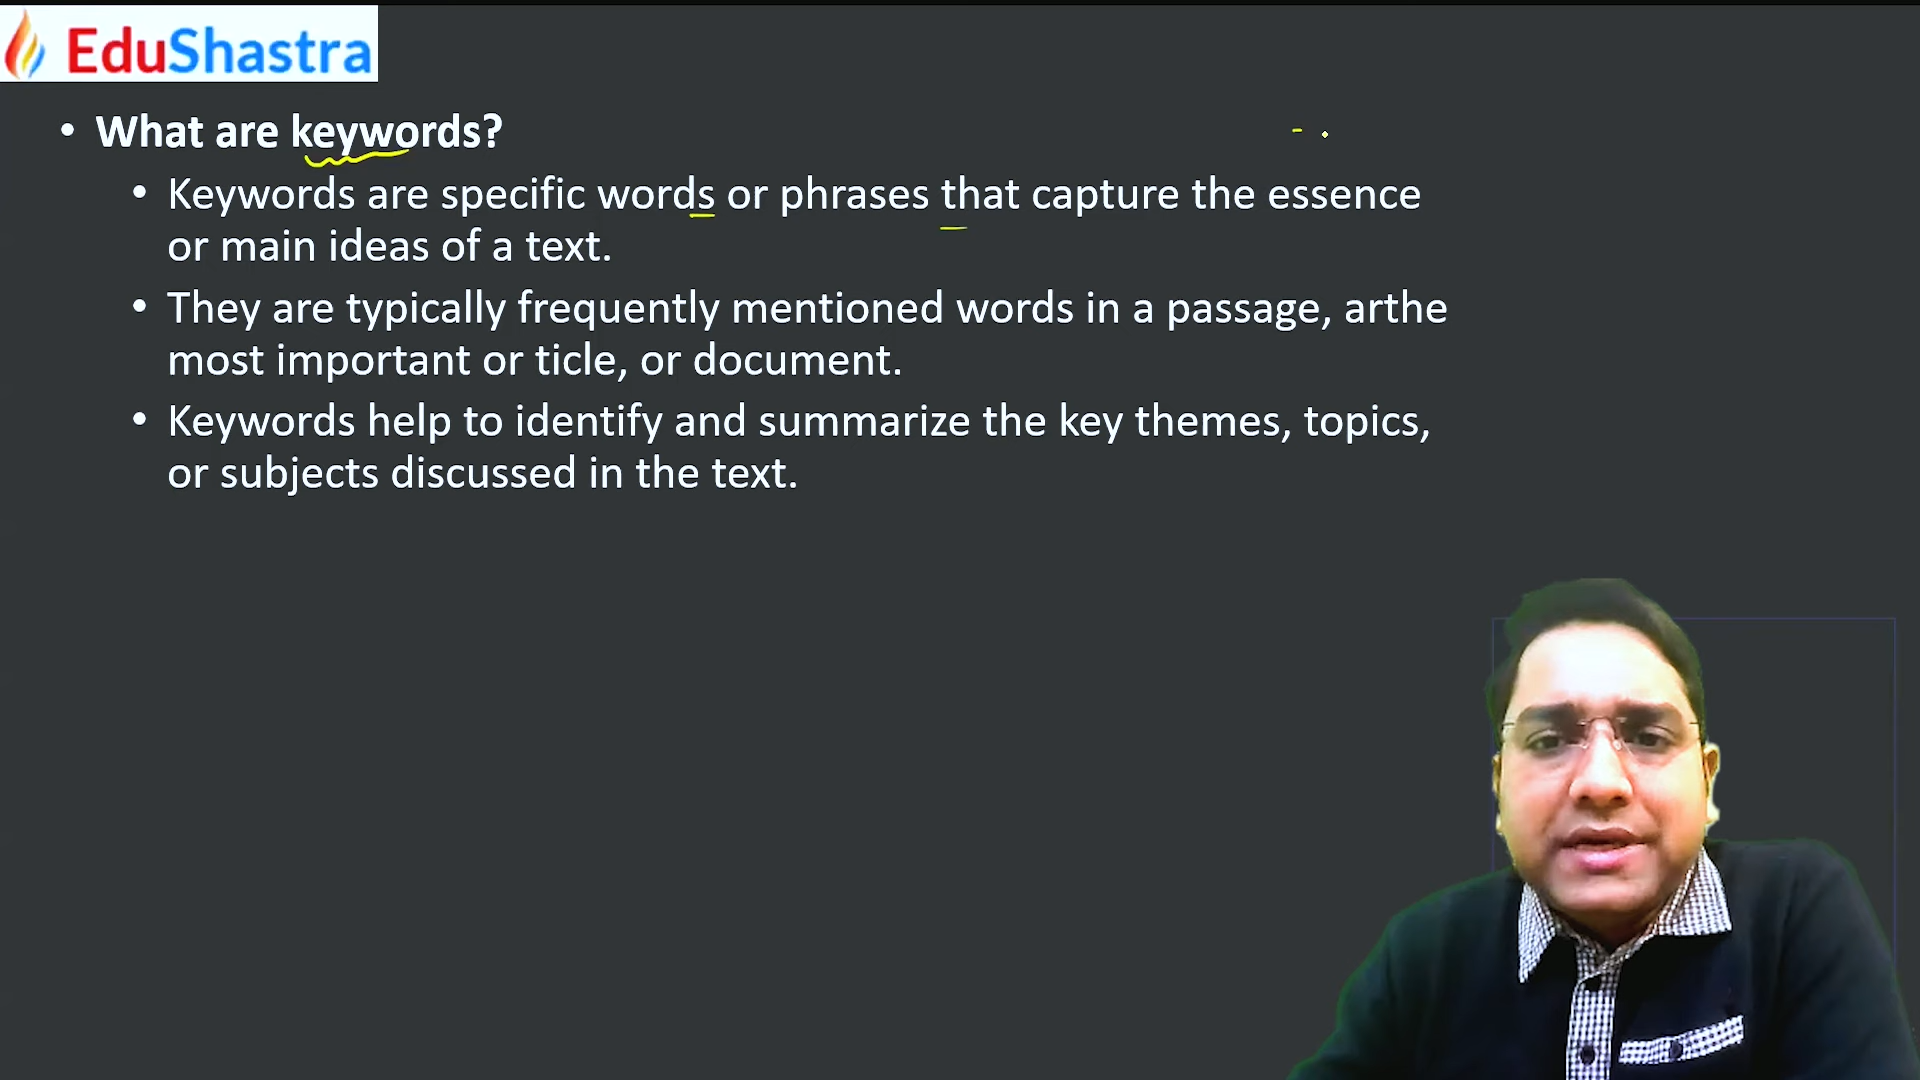 EduShastra
• What are keywords?
• Keywords are specific words or phrases that capture the essence
or main ideas of a text.
• They are typically frequently mentioned words in a passage, arthe
most important or ticle, or document.
• Keywords help to identify and summarize the key themes, topics,
or subjects discussed in the text.